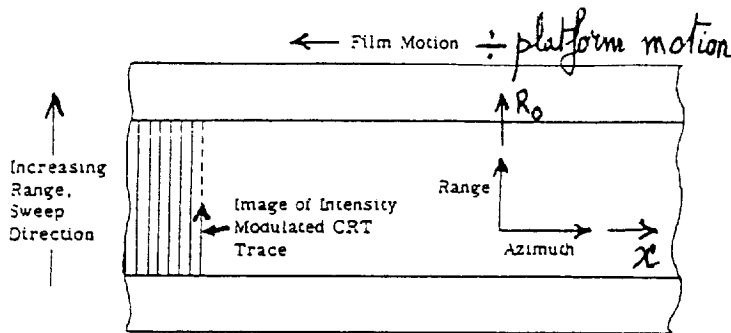 ← Film Motion ÷ platform motion
R₀
Increasing
Range,
Sweep
Direction
Image of Intensity
Modulated CRT
Trace
Range
Azimuth
x